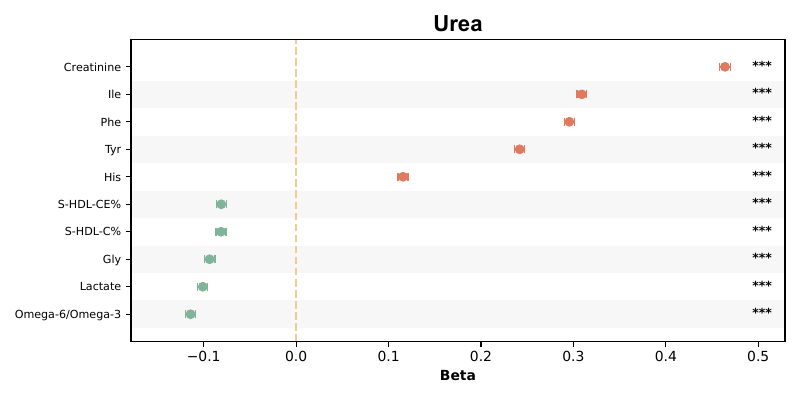 Urea
Creatinine ***
Ile ***
Phe ***
Tyr ***
His ***
S-HDL-CE% ***
S-HDL-C% ***
Gly ***
Lactate ***
Omega-6/Omega-3 ***
−0.1 0.0 0.1 0.2 0.3 0.4 0.5
Beta